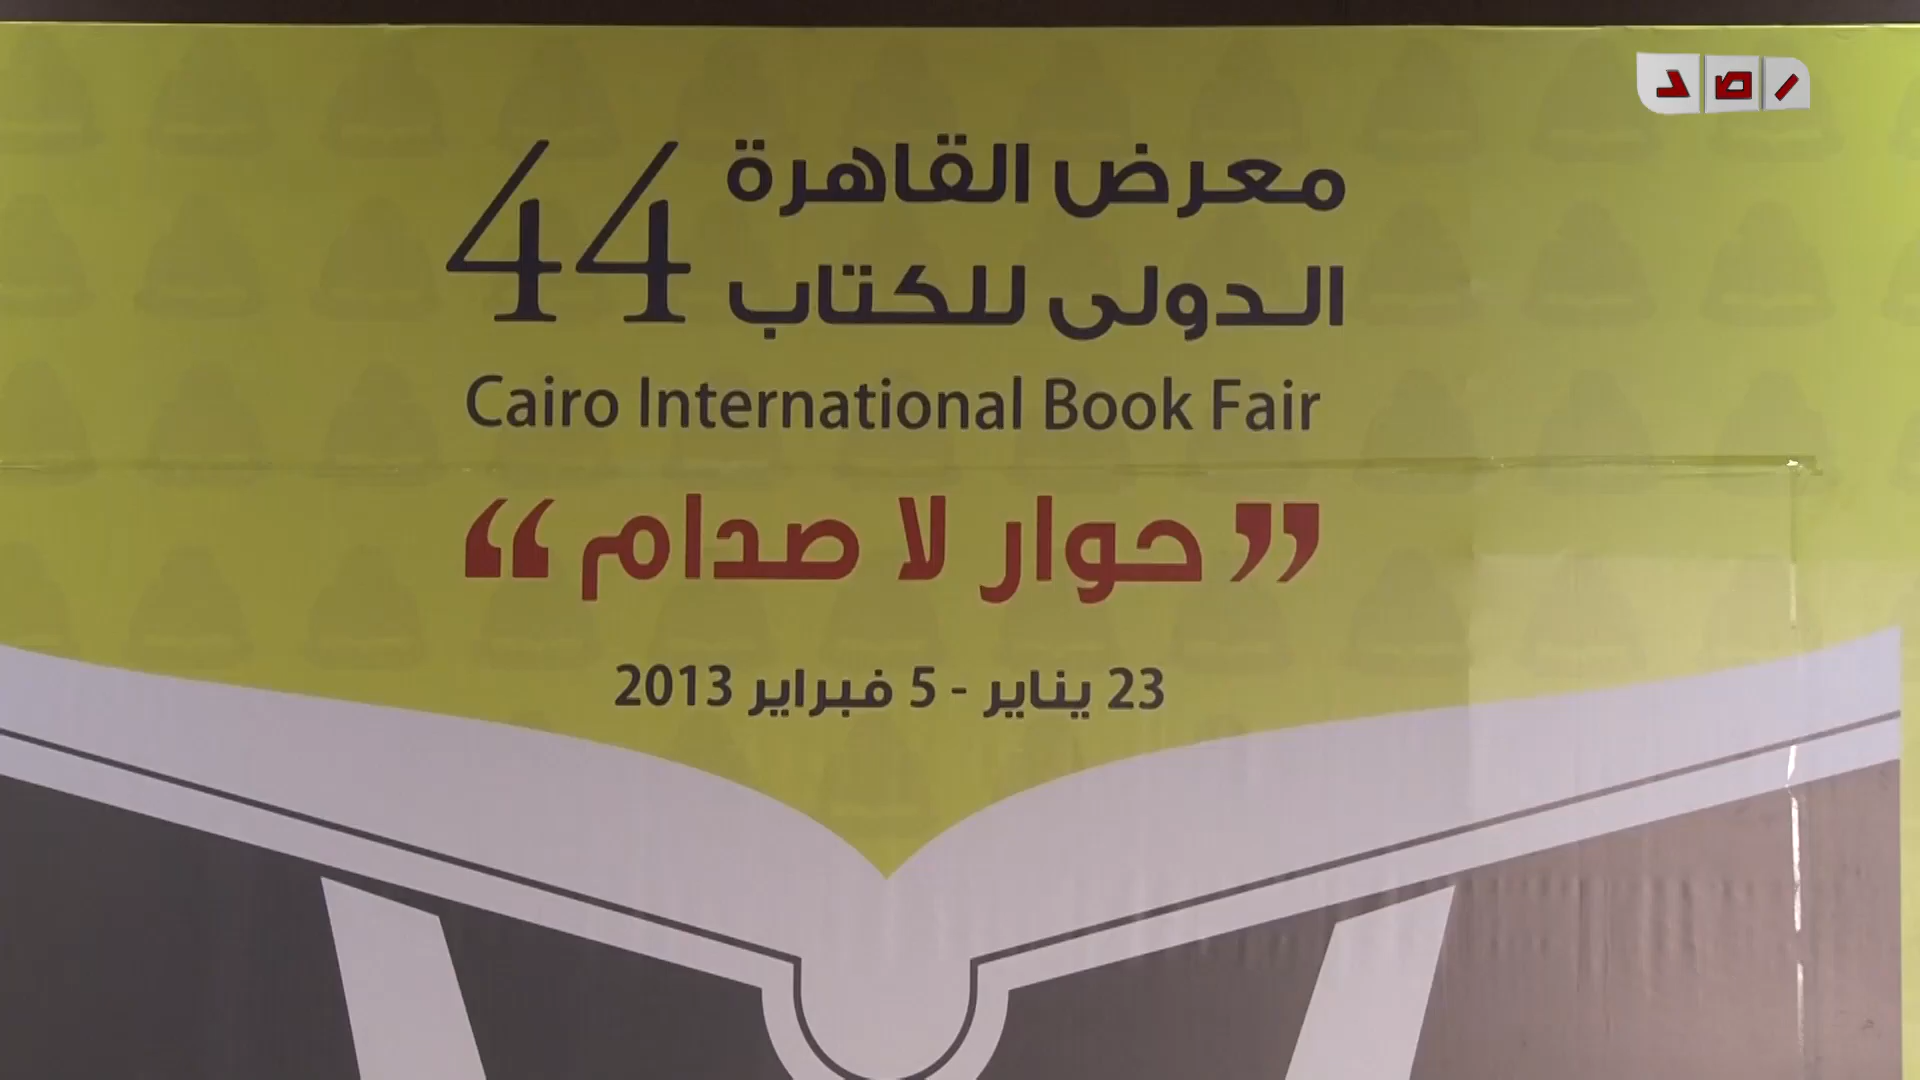 رصد
معرض القاهرة
الدولى للكتاب 44
Cairo International Book Fair
”حوار لا صدام“
23 يناير - 5 فبراير 2013